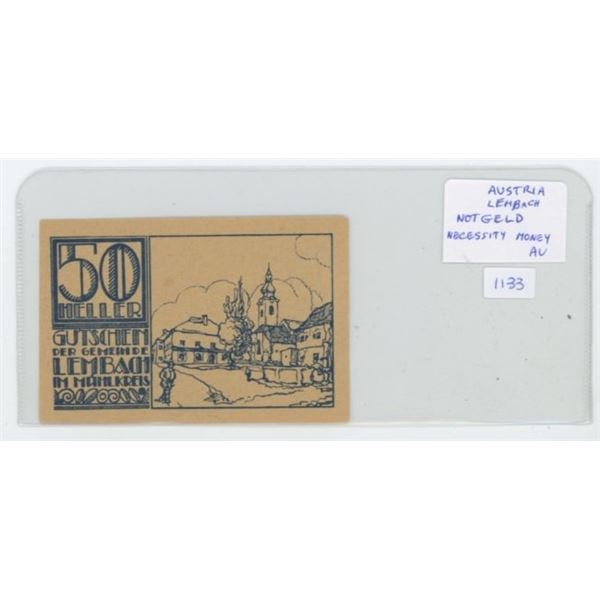 50
HELLER
GUTSCHEIN
DER GEMEINDE
LEMBACH
IM MÜHLKREIS
AUSTRIA
LEMBACH
NOTGELD
NECESSITY MONEY
AU
1133